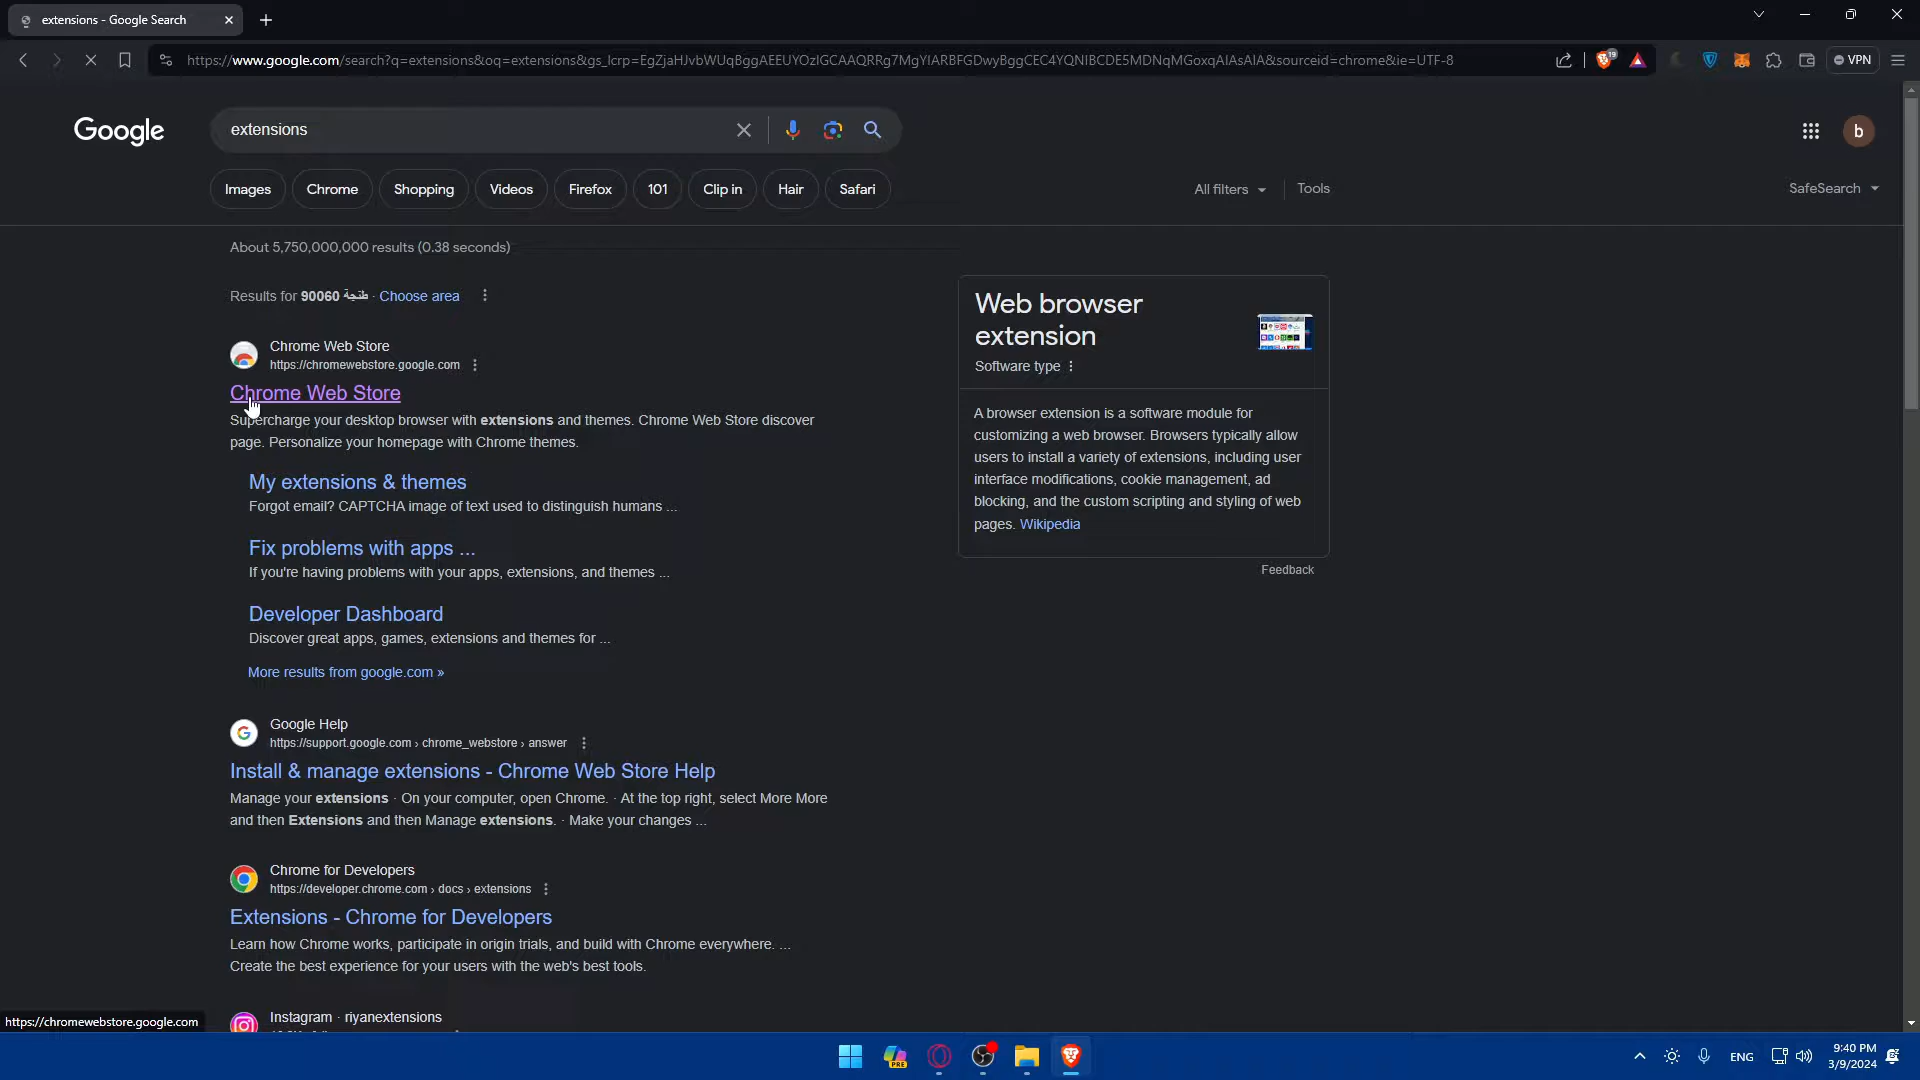 extensions - Google Search
https://www.google.com/search?q=extensions&oq=extensions&gs_lcrp=EgZjaHJvbWUqBggAEEUYOzIGCAAQRRg7MgYIARBFGDwyBggCEC4YQNIBCDE5MDNqMGoxqAIAsAIA&sourceid=chrome&ie=UTF-8
19
VPN
Google
extensions
b
Images
Chrome
Shopping
Videos
Firefox
101
Clip in
Hair
Safari
All filters
Tools
SafeSearch
About 5,750,000,000 results (0.38 seconds)
Results for 90060 طنجة · Choose area
Chrome Web Store
https://chromewebstore.google.com
Chrome Web Store
Supercharge your desktop browser with extensions and themes. Chrome Web Store discover
page. Personalize your homepage with Chrome themes.
My extensions & themes
Forgot email? CAPTCHA image of text used to distinguish humans ...
Fix problems with apps ...
If you're having problems with your apps, extensions, and themes ...
Developer Dashboard
Discover great apps, games, extensions and themes for ...
More results from google.com »
Google Help
https://support.google.com › chrome_webstore › answer
Install & manage extensions - Chrome Web Store Help
Manage your extensions · On your computer, open Chrome. · At the top right, select More More
and then Extensions and then Manage extensions. · Make your changes ...
Chrome for Developers
https://developer.chrome.com › docs › extensions
Extensions - Chrome for Developers
Learn how Chrome works, participate in origin trials, and build with Chrome everywhere. ...
Create the best experience for your users with the web's best tools.
Instagram · riyanextensions
Web browser
extension
Software type
A browser extension is a software module for
customizing a web browser. Browsers typically allow
users to install a variety of extensions, including user
interface modifications, cookie management, ad
blocking, and the custom scripting and styling of web
pages. Wikipedia
Feedback
https://chromewebstore.google.com
PRE
ENG
9:40 PM
3/9/2024